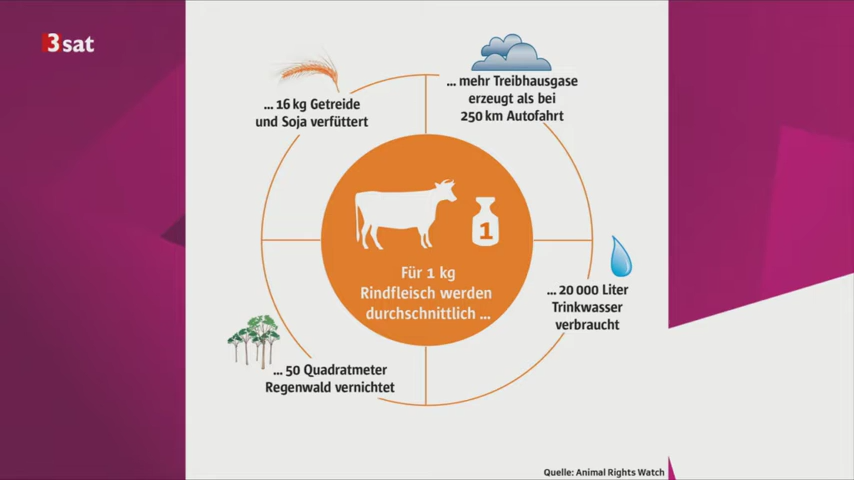 3sat
... 16 kg Getreide
und Soja verfüttert
... mehr Treibhausgase
erzeugt als bei
250 km Autofahrt
1
Für 1 kg
Rindfleisch werden
durchschnittlich ...
... 20 000 Liter
Trinkwasser
verbraucht
... 50 Quadratmeter
Regenwald vernichtet
Quelle: Animal Rights Watch